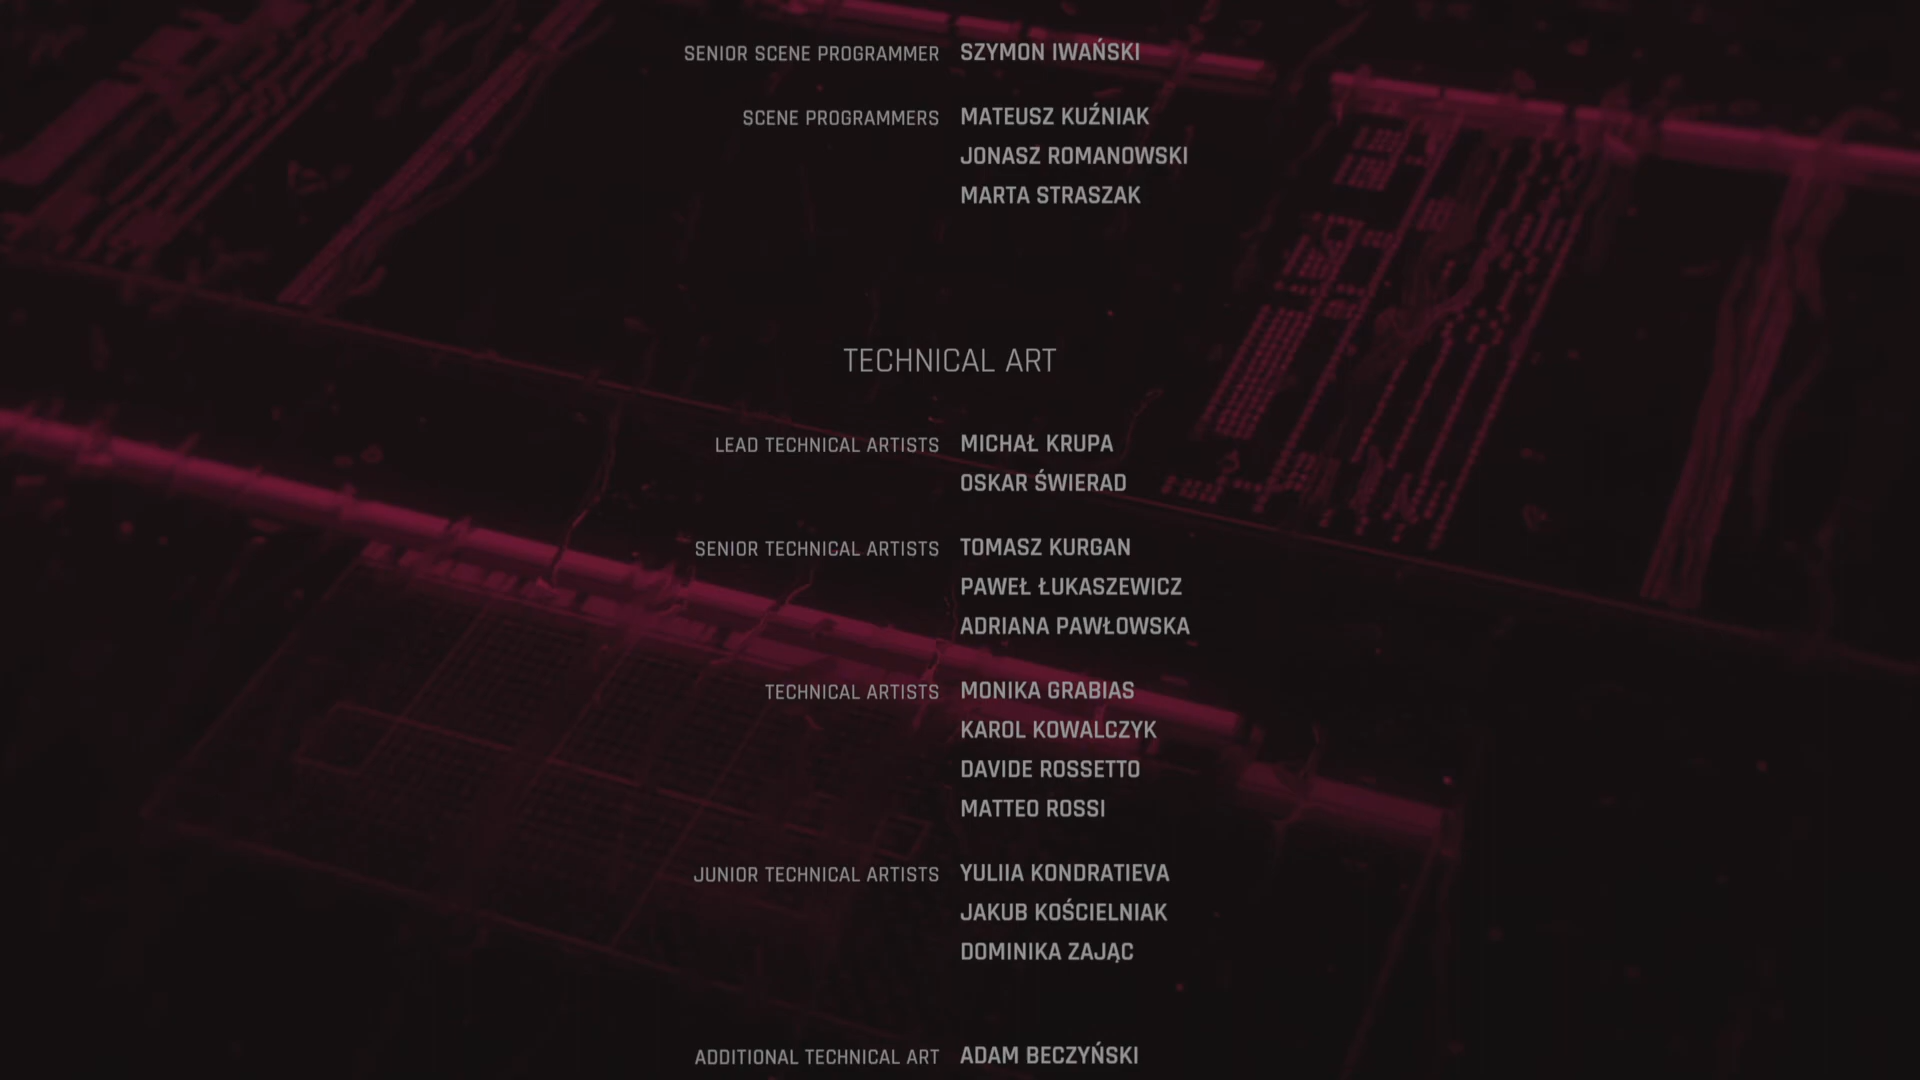 SENIOR SCENE PROGRAMMER SZYMON IWAŃSKI
SCENE PROGRAMMERS MATEUSZ KUŹNIAK
JONASZ ROMANOWSKI
MARTA STRASZAK
TECHNICAL ART
LEAD TECHNICAL ARTISTS MICHAŁ KRUPA
OSKAR ŚWIERAD
SENIOR TECHNICAL ARTISTS TOMASZ KURGAN
PAWEŁ ŁUKASZEWICZ
ADRIANA PAWŁOWSKA
TECHNICAL ARTISTS MONIKA GRABIAS
KAROL KOWALCZYK
DAVIDE ROSSETTO
MATTEO ROSSI
JUNIOR TECHNICAL ARTISTS YULIIA KONDRATIEVA
JAKUB KOŚCIELNIAK
DOMINIKA ZAJĄC
ADDITIONAL TECHNICAL ART ADAM BECZYŃSKI